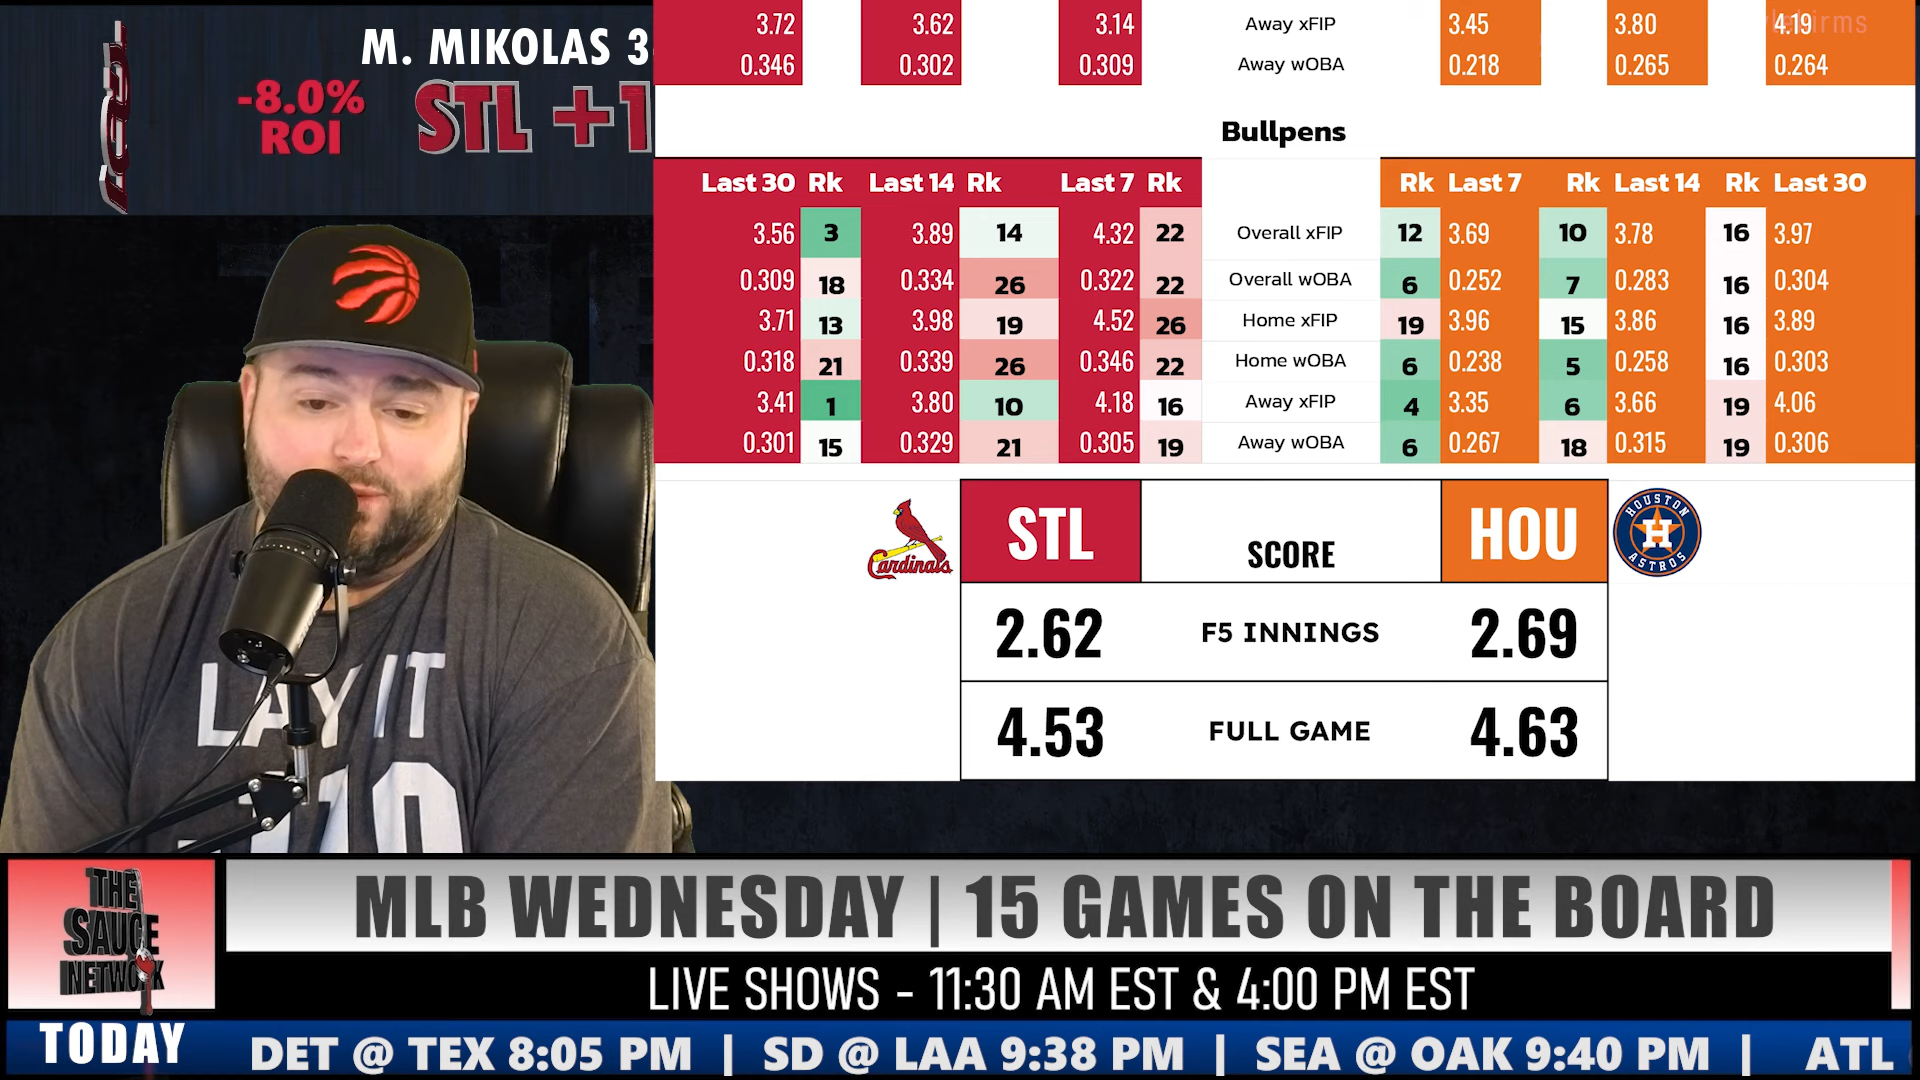 M. MIKOLAS
-8.0%
ROI
STL +1
3.72 3.62 3.14 Away xFIP 3.45 3.80 4.19
0.346 0.302 0.309 Away wOBA 0.218 0.265 0.264
Bullpens
Last 30 Rk Last 14 Rk Last 7 Rk Rk Last 7 Rk Last 14 Rk Last 30
3.56 3 3.89 14 4.32 22 Overall xFIP 12 3.69 10 3.78 16 3.97
0.309 18 0.334 26 0.322 22 Overall wOBA 6 0.252 7 0.283 16 0.304
3.71 13 3.98 19 4.52 26 Home xFIP 19 3.96 15 3.86 16 3.89
0.318 21 0.339 26 0.346 22 Home wOBA 6 0.238 5 0.258 16 0.303
3.41 1 3.80 10 4.18 16 Away xFIP 4 3.35 6 3.66 19 4.06
0.301 15 0.329 21 0.305 19 Away wOBA 6 0.267 18 0.315 19 0.306
Cardinals STL SCORE HOU HOUSTON H ASTROS
2.62 F5 INNINGS 2.69
4.53 FULL GAME 4.63
LAY IT
THE
SAUCE
NETWORK
MLB WEDNESDAY | 15 GAMES ON THE BOARD
LIVE SHOWS - 11:30 AM EST & 4:00 PM EST
TODAY
DET @ TEX 8:05 PM | SD @ LAA 9:38 PM | SEA @ OAK 9:40 PM | ATL